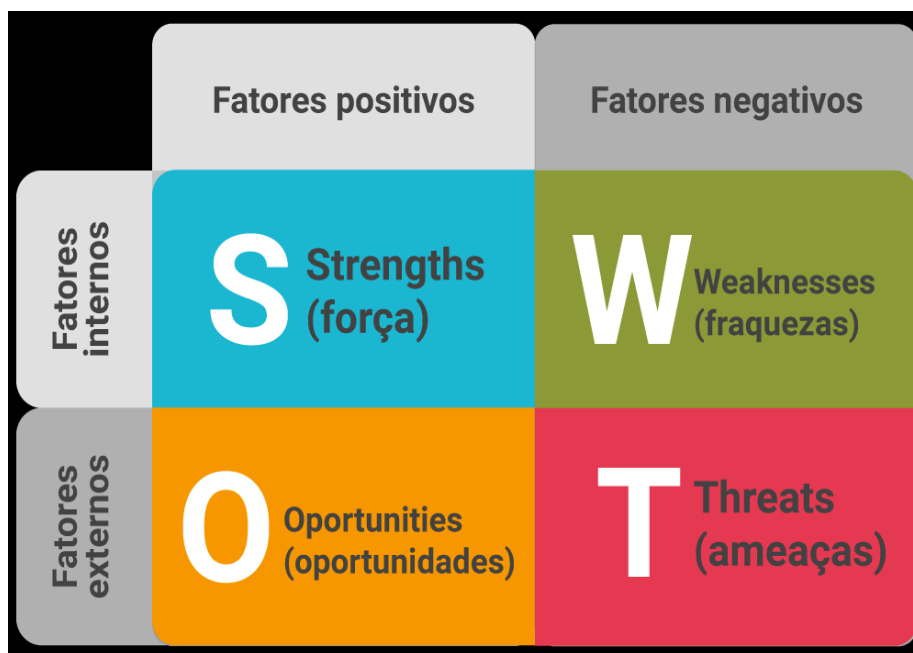 Fatores positivos
Fatores negativos
Fatores
internos
S
Strengths
(força)
W
Weaknesses
(fraquezas)
Fatores
externos
O
Oportunities
(oportunidades)
T
Threats
(ameaças)